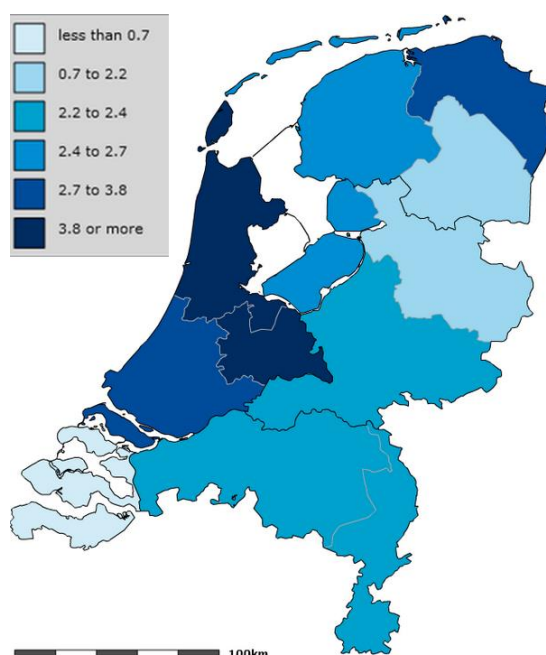 less than 0.7
0.7 to 2.2
2.2 to 2.4
2.4 to 2.7
2.7 to 3.8
3.8 or more
100km